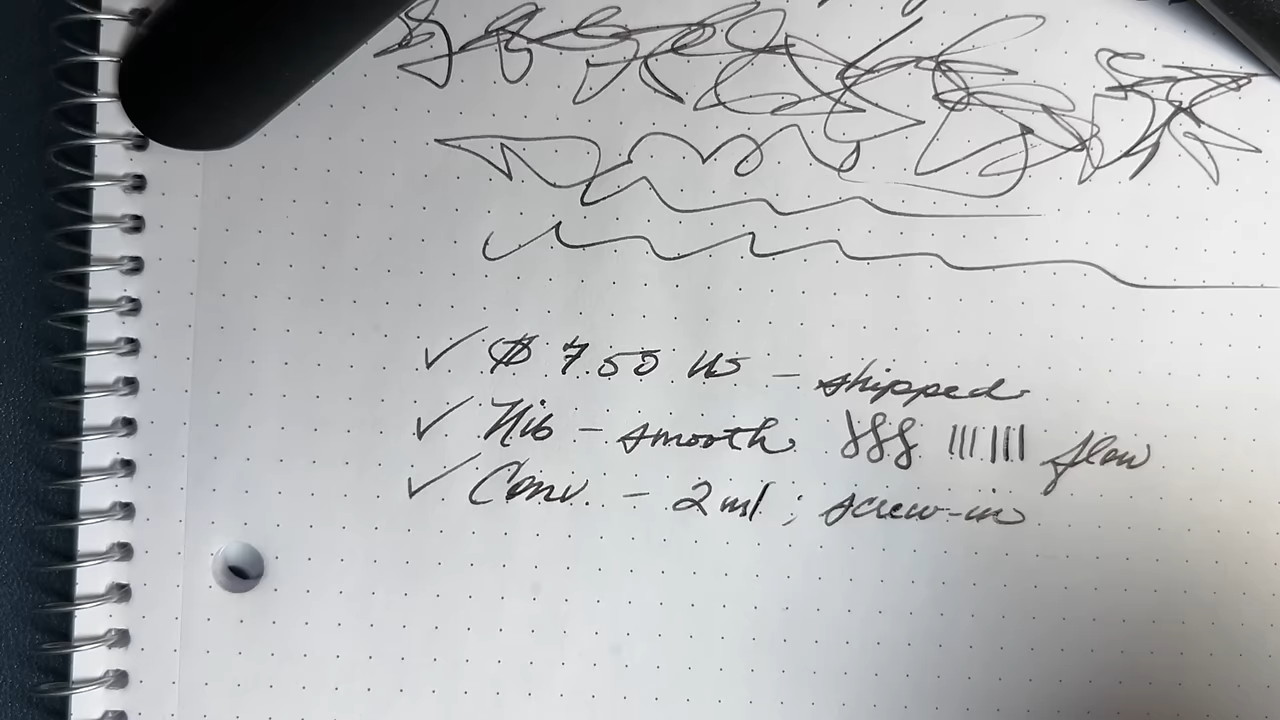 ✓ $7.50 US - shipped
✓ Nib - smooth flow
✓ Conv. - 2ml; screw-in